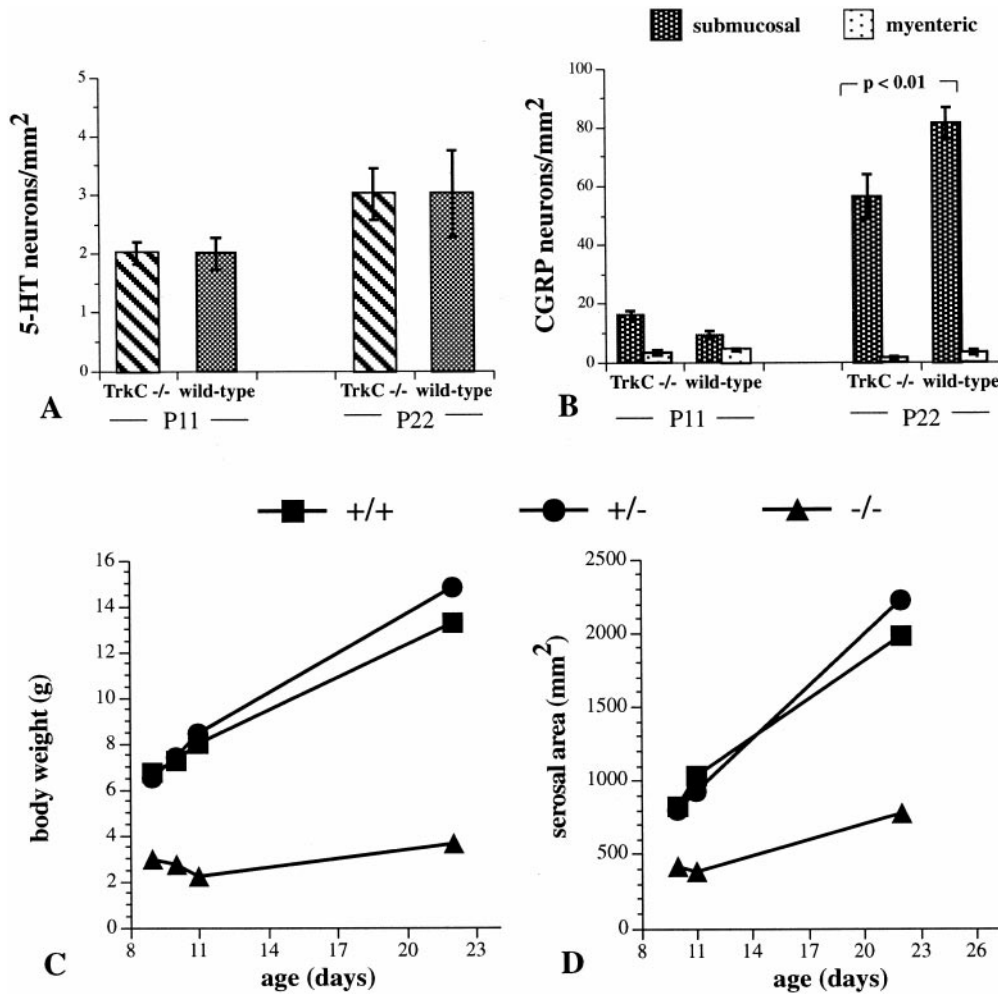 submucosal myenteric
5-HT neurons/mm2
5
4
3
2
1
0
TrkC -/- wild-type TrkC -/- wild-type
P11 P22
A
CGRP neurons/mm2
100
80
60
40
20
0
p < 0.01
TrkC -/- wild-type TrkC -/- wild-type
P11 P22
B
+/+ +/- -/-
body weight (g)
16
14
12
10
8
6
4
2
0
8 11 14 17 20 23
age (days)
C
serosal area (mm2)
2500
2000
1500
1000
500
0
8 11 14 17 20 23 26
age (days)
D